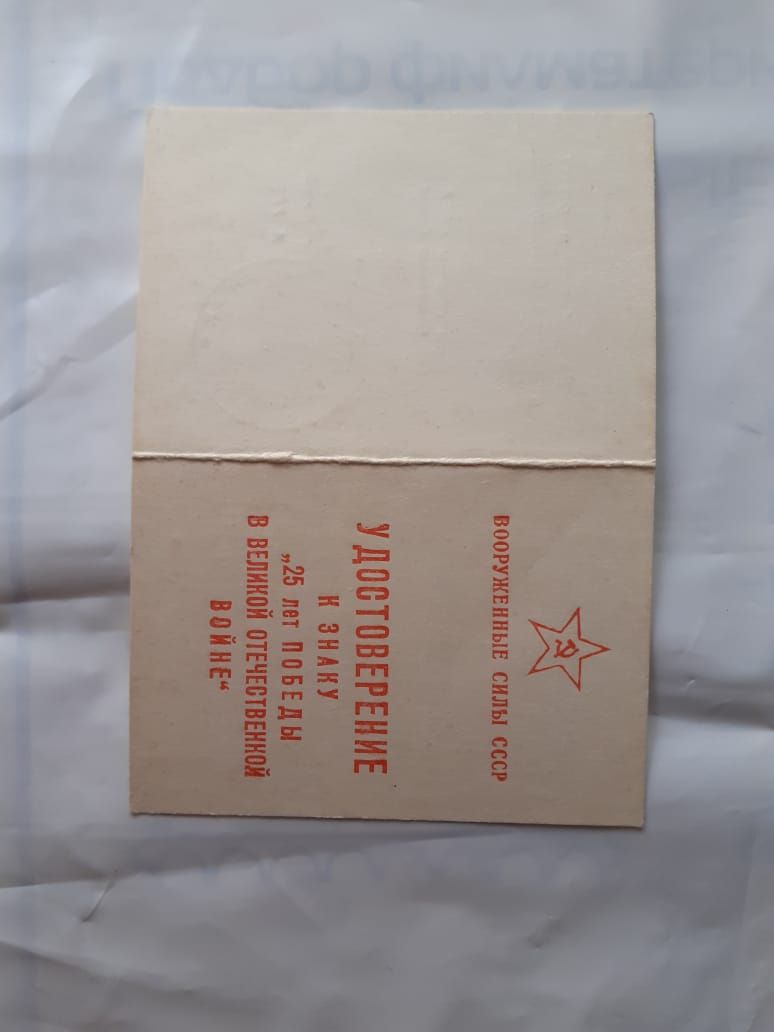 ВООРУЖЕННЫЕ СИЛЫ СССР
УДОСТОВЕРЕНИЕ
К ЗНАКУ
„25 лет ПОБЕДЫ
В ВЕЛИКОЙ ОТЕЧЕСТВЕННОЙ
ВОЙНЕ“